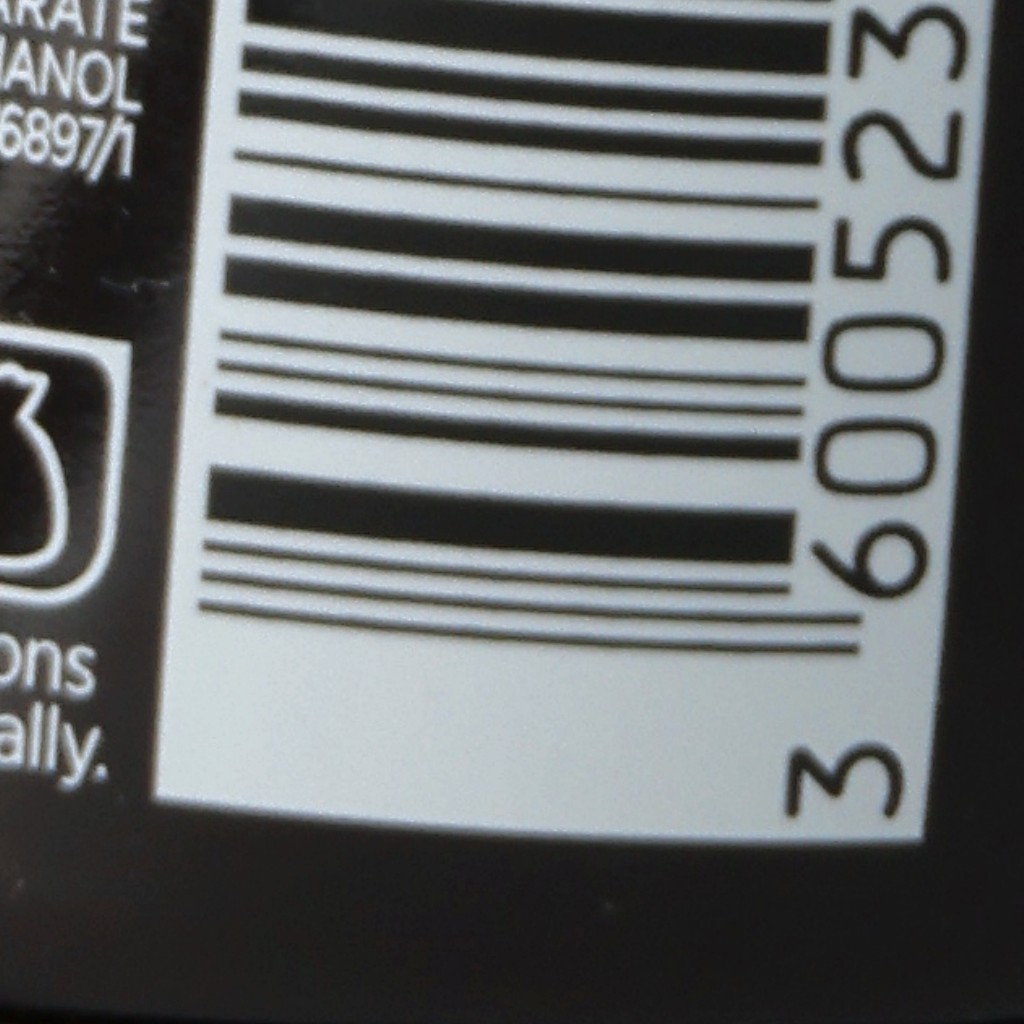 ARATE
HANOL
6897/1
ons
ally.
3 600523